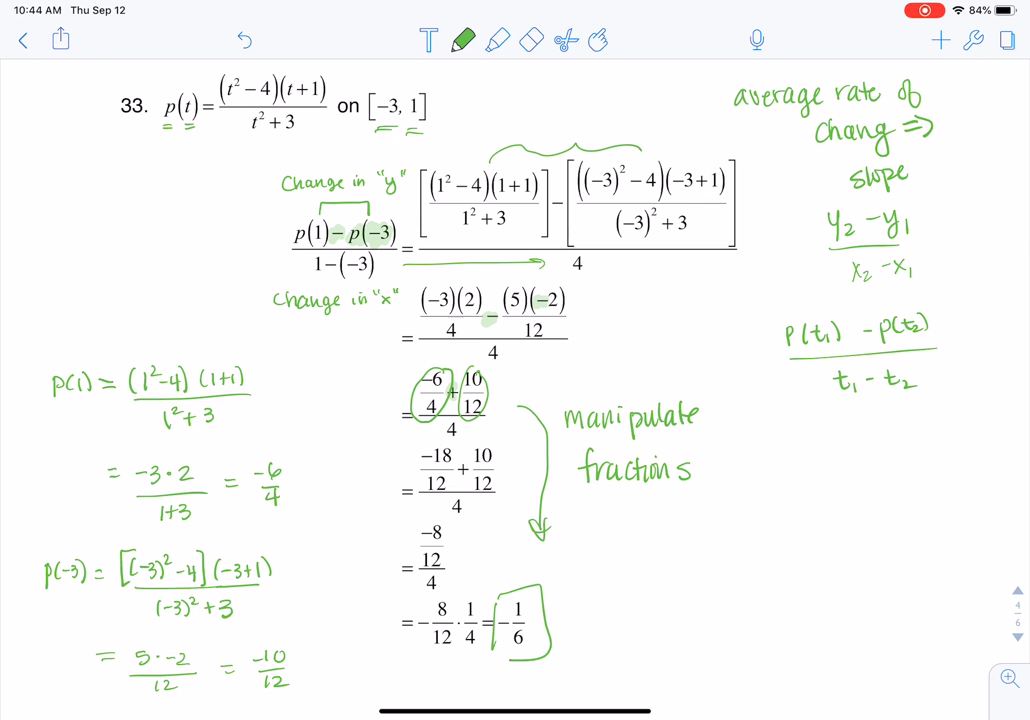 10:44 AM Thu Sep 12
84%
T
33. p(t) = (t² − 4)(t + 1) / t² + 3 on [−3, 1]
average rate of
chang ⇒
slope
y₂ − y₁ / x₂ − x₁
p(t₁) − p(t₂) / t₁ − t₂
Change in "y"
p(1) − p(−3) / 1 − (−3) = [(1² − 4)(1 + 1) / 1² + 3] − [((−3)² − 4)(−3 + 1) / (−3)² + 3] / 4
Change in "x"
= (−3)(2) / 4 − (5)(−2) / 12 / 4
= −6 / 4 + 10 / 12 / 4
= −18 / 12 + 10 / 12 / 4
= −8 / 12 / 4
= − 8 / 12 · 1 / 4 = − 1 / 6
manipulate
fractions
p(1) = (1² − 4) (1 + 1) / 1² + 3
= −3 · 2 / 1 + 3 = −6 / 4
p(−3) = [(−3)² − 4] (−3 + 1) / (−3)² + 3
= 5 · −2 / 12 = −10 / 12
4
6